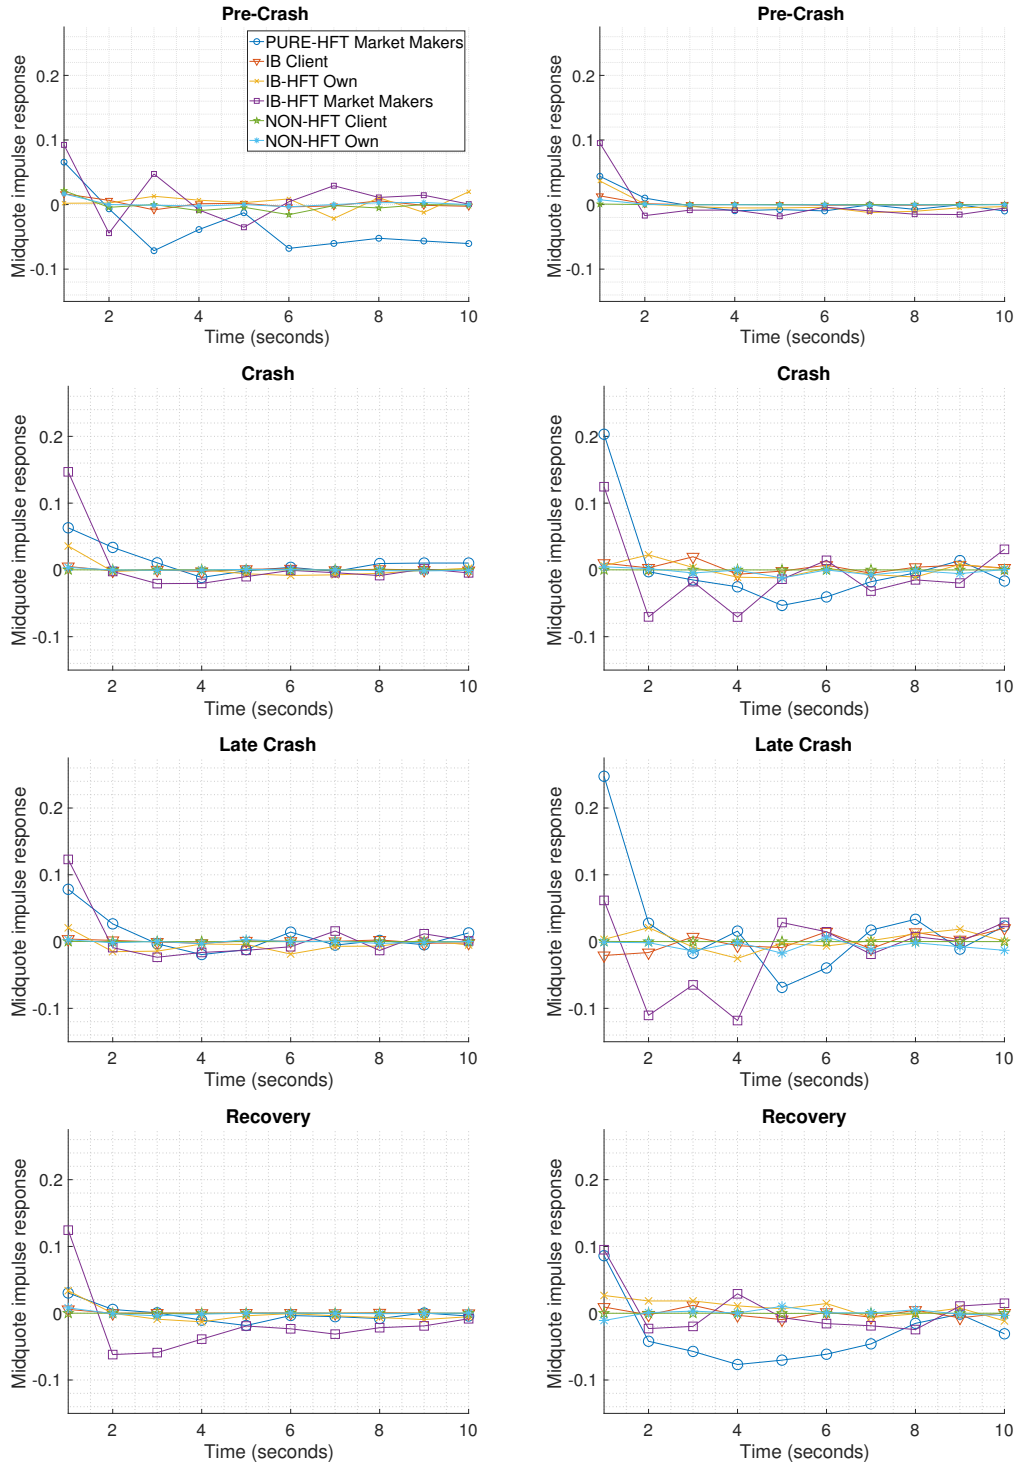 Pre-Crash
Midquote impulse response
0.2
0.1
0
-0.1
PURE-HFT Market Makers
IB Client
IB-HFT Own
IB-HFT Market Makers
NON-HFT Client
NON-HFT Own
2 4 6 8 10
Time (seconds)
Pre-Crash
Midquote impulse response
0.2
0.1
0
-0.1
2 4 6 8 10
Time (seconds)
Crash
Midquote impulse response
0.2
0.1
0
-0.1
2 4 6 8 10
Time (seconds)
Crash
Midquote impulse response
0.2
0.1
0
-0.1
2 4 6 8 10
Time (seconds)
Late Crash
Midquote impulse response
0.2
0.1
0
-0.1
2 4 6 8 10
Time (seconds)
Late Crash
Midquote impulse response
0.2
0.1
0
-0.1
2 4 6 8 10
Time (seconds)
Recovery
Midquote impulse response
0.2
0.1
0
-0.1
2 4 6 8 10
Time (seconds)
Recovery
Midquote impulse response
0.2
0.1
0
-0.1
2 4 6 8 10
Time (seconds)